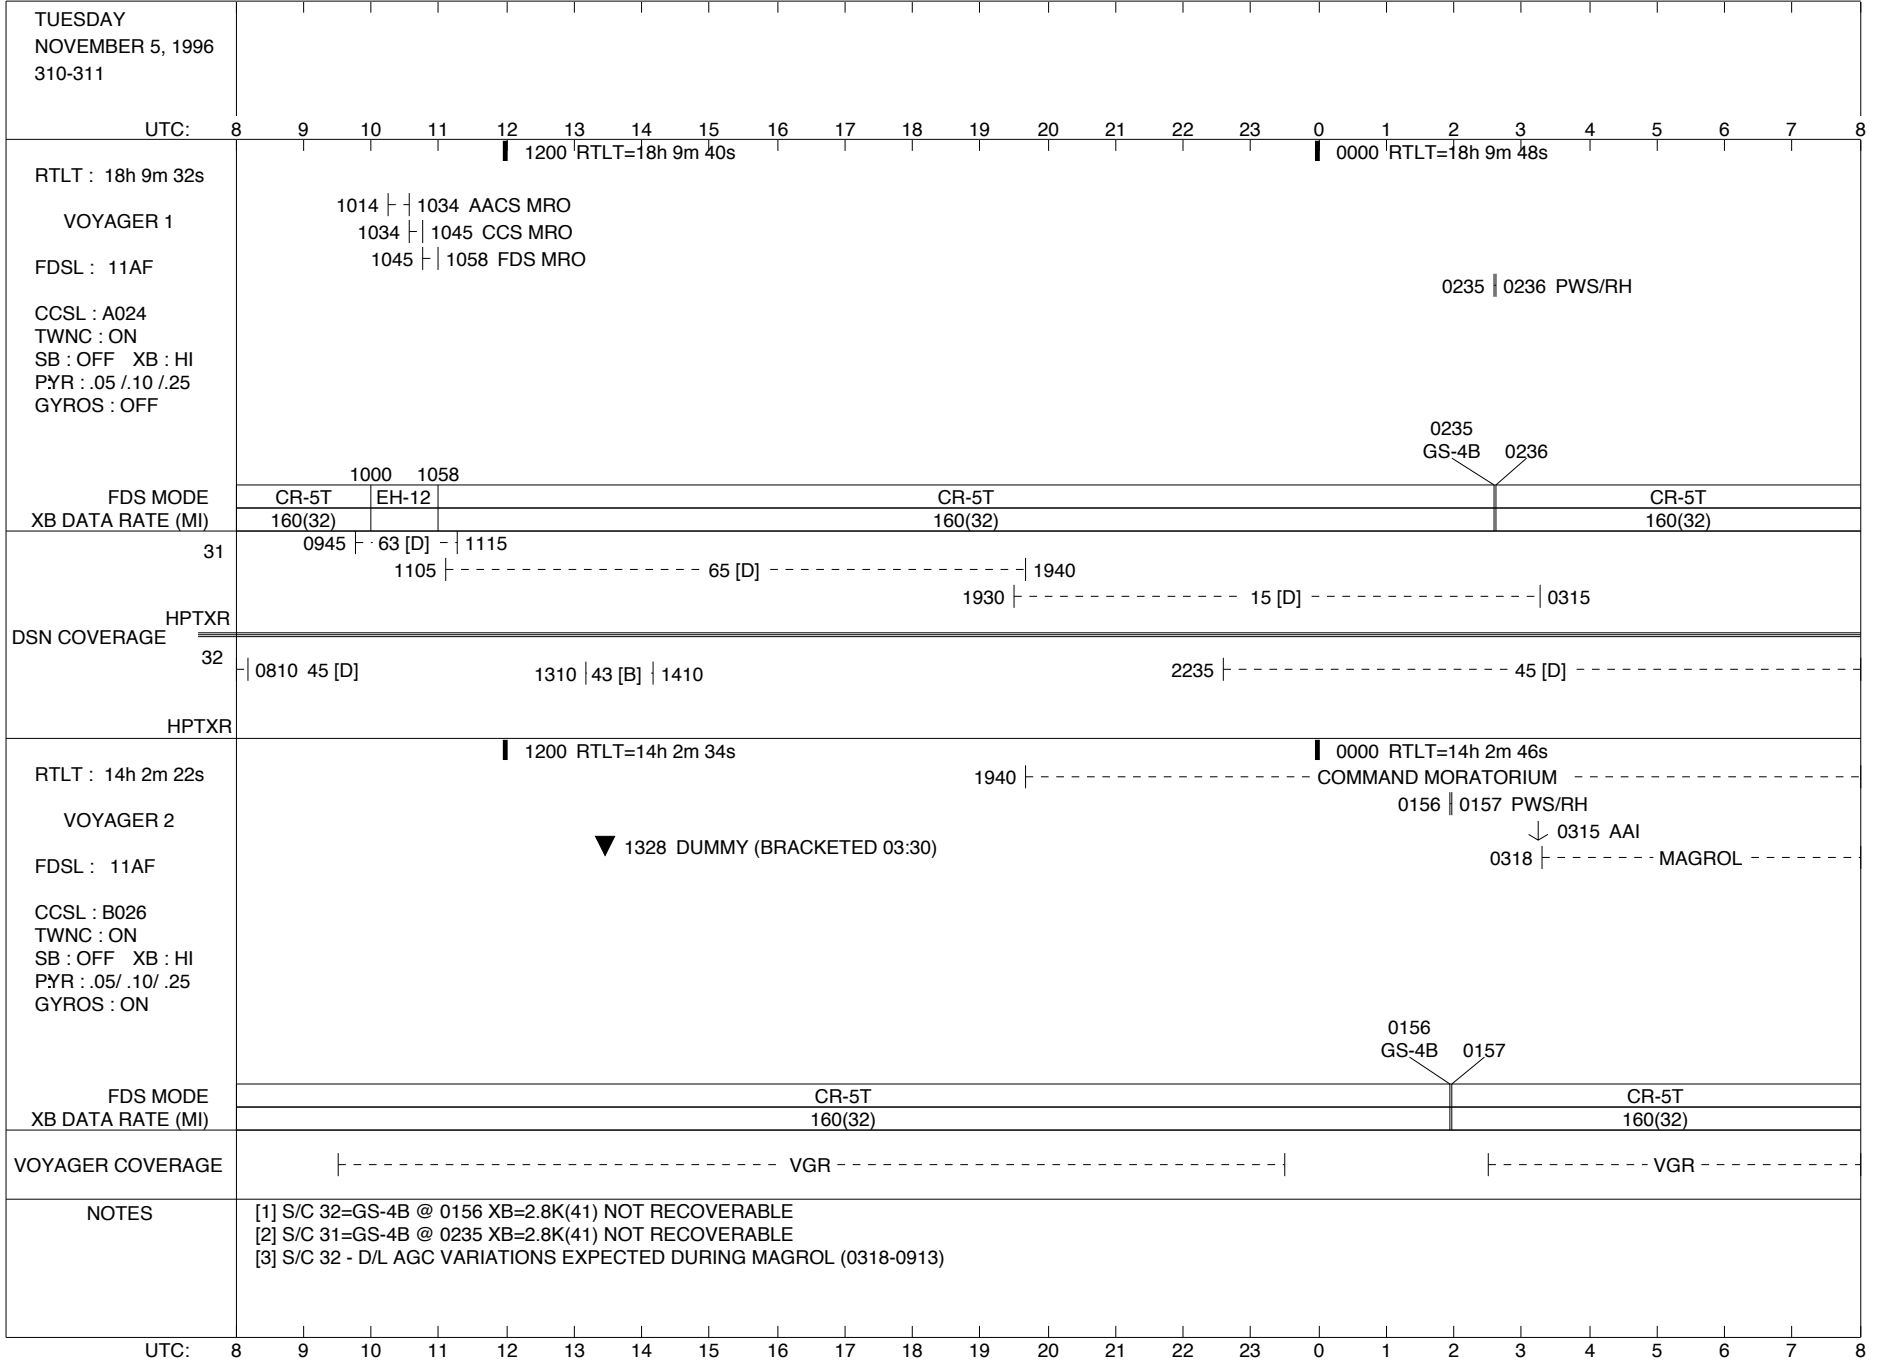 TUESDAY
NOVEMBER 5, 1996
310-311
UTC: 8 9 10 11 12 13 14 15 16 17 18 19 20 21 22 23 0 1 2 3 4 5 6 7 8
1200 RTLT=18h 9m 40s 0000 RTLT=18h 9m 48s
RTLT : 18h 9m 32s
1014 1034 AACS MRO
VOYAGER 1
1034 1045 CCS MRO
1045 1058 FDS MRO
FDSL : 11AF
0235 0236 PWS/RH
CCSL : A024
TWNC : ON
SB : OFF XB : HI
P:YR : .05 /.10 /.25
GYROS : OFF
0235
GS-4B 0236
1000 1058
FDS MODE CR-5T EH-12 CR-5T CR-5T
XB DATA RATE (MI) 160(32) 160(32) 160(32)
31 0945 63 [D] 1115
1105 65 [D] 1940
1930 15 [D] 0315
HPTXR
DSN COVERAGE
32 0810 45 [D] 1310 43 [B] 1410 2235 45 [D]
HPTXR
1200 RTLT=14h 2m 34s 0000 RTLT=14h 2m 46s
RTLT : 14h 2m 22s 1940 COMMAND MORATORIUM
0156 0157 PWS/RH
VOYAGER 2
0315 AAI
1328 DUMMY (BRACKETED 03:30)
0318 MAGROL
FDSL : 11AF
CCSL : B026
TWNC : ON
SB : OFF XB : HI
P:YR : .05/ .10/ .25
GYROS : ON
0156
GS-4B 0157
FDS MODE CR-5T CR-5T
XB DATA RATE (MI) 160(32) 160(32)
VOYAGER COVERAGE VGR VGR
NOTES [1] S/C 32=GS-4B @ 0156 XB=2.8K(41) NOT RECOVERABLE
[2] S/C 31=GS-4B @ 0235 XB=2.8K(41) NOT RECOVERABLE
[3] S/C 32 - D/L AGC VARIATIONS EXPECTED DURING MAGROL (0318-0913)
UTC: 8 9 10 11 12 13 14 15 16 17 18 19 20 21 22 23 0 1 2 3 4 5 6 7 8